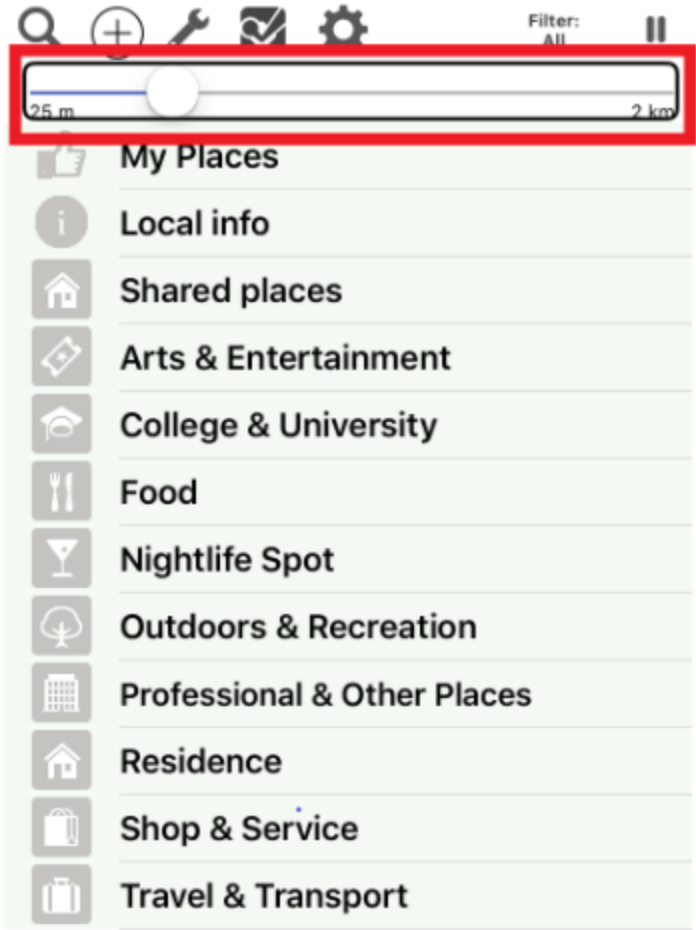 Filter:
All
25 m
2 km
My Places
i
Local info
Shared places
Arts & Entertainment
College & University
Food
Nightlife Spot
Outdoors & Recreation
Professional & Other Places
Residence
Shop & Service
Travel & Transport